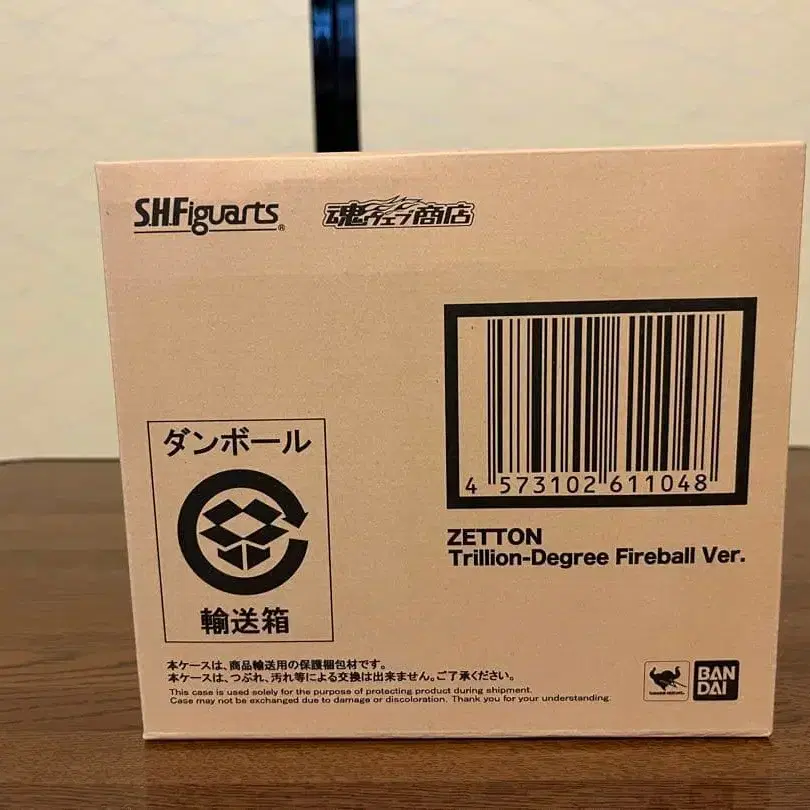 S.H.Figuarts®
魂ウェブ商店
4 573102 611048
ZETTON
Trillion-Degree Fireball Ver.
ダンボール
輸送箱
本ケースは、商品輸送用の保護梱包材です。
本ケースは、つぶれ、汚れ等による交換は出来ません。ご了承ください。
This case is used solely for the purpose of protecting product during shipment.
Case may not be exchanged due to damage or discoloration. Thank you for your understanding.
BAN
DAI